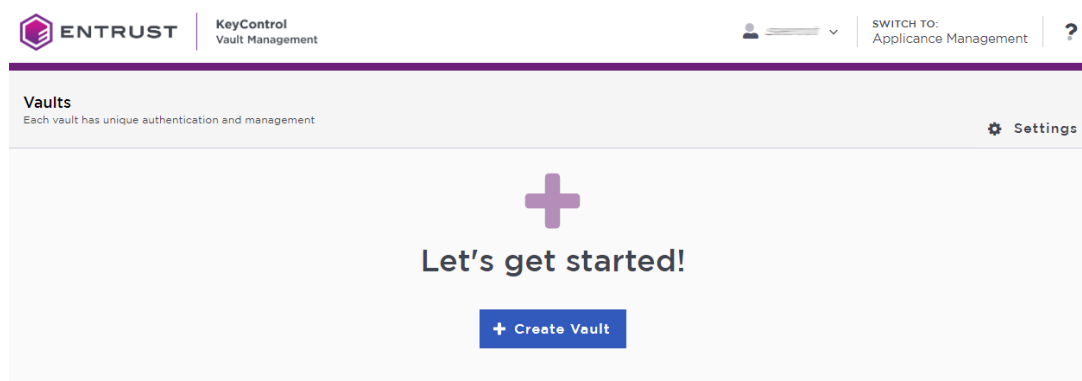 ENTRUST
KeyControl
Vault Management
SWITCH TO:
Applicance Management
?
Vaults
Each vault has unique authentication and management
Settings
Let's get started!
+ Create Vault